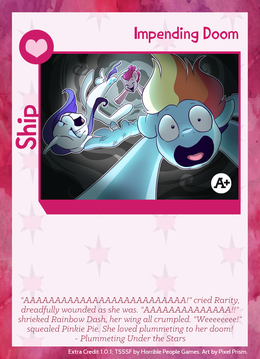 Impending Doom
Ship
A+
"AAAAAAAAAAAAAAAAAAAAAAAAAA!" cried Rarity,
dreadfully wounded as she was. "AAAAAAAAAAAAAA!!"
shrieked Rainbow Dash, her wing all crumpled. "Weeeeeee!"
squealed Pinkie Pie. She loved plummeting to her doom!
- Plummeting Under the Stars
Extra Credit 1.0.1; TSSSF by Horrible People Games. Art by Pixel Prism.